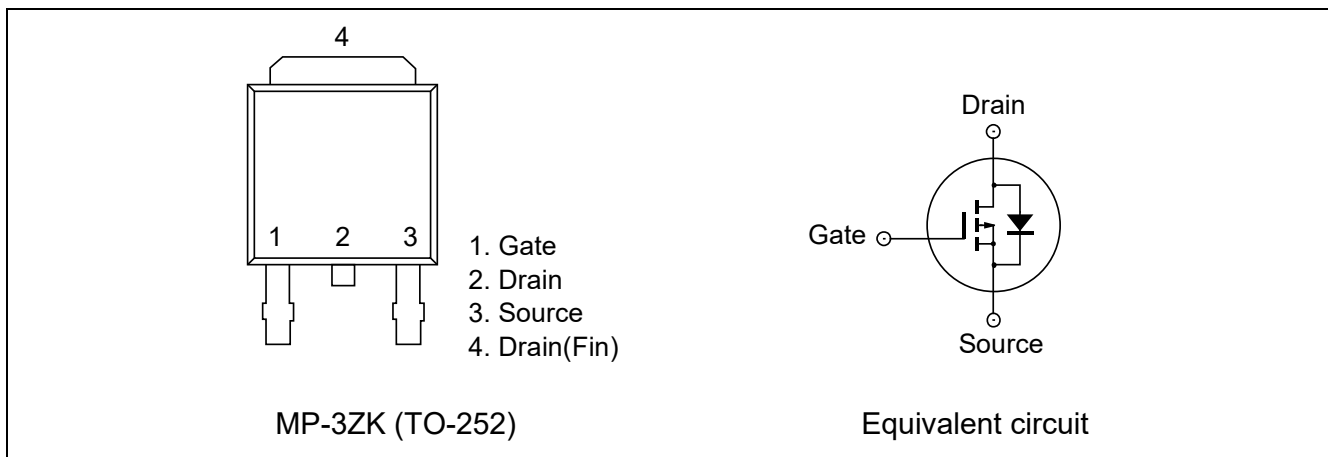 4
1
2
3
1. Gate
2. Drain
3. Source
4. Drain(Fin)
MP-3ZK (TO-252)
Drain
Gate
Source
Equivalent circuit